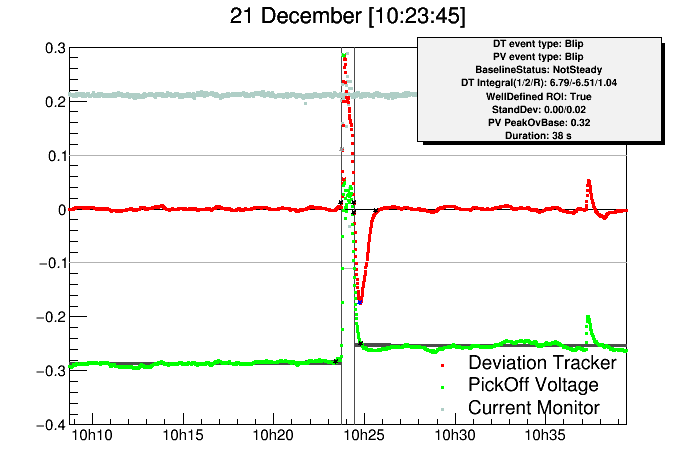 21 December [10:23:45]
DT event type: Blip
PV event type: Blip
BaselineStatus: NotSteady
DT Integral(1/2/R): 6.79/-6.51/1.04
WellDefined ROI: True
StandDev: 0.00/0.02
PV PeakOvBase: 0.32
Duration: 38 s
0.3
0.2
0.1
0
−0.1
−0.2
−0.3
−0.4
Deviation Tracker
PickOff Voltage
Current Monitor
10h10 10h15 10h20 10h25 10h30 10h35